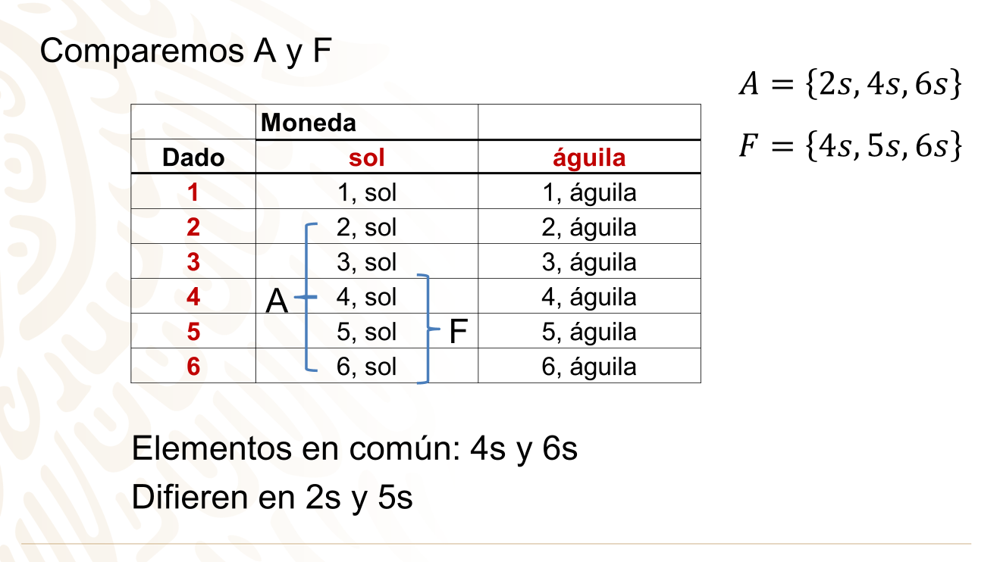 Comparemos A y F
A = {2s, 4s, 6s}
F = {4s, 5s, 6s}
Moneda
Dado sol águila
1 1, sol 1, águila
2 2, sol 2, águila
3 3, sol 3, águila
4 A 4, sol 4, águila
5 5, sol F 5, águila
6 6, sol 6, águila
Elementos en común: 4s y 6s
Difieren en 2s y 5s